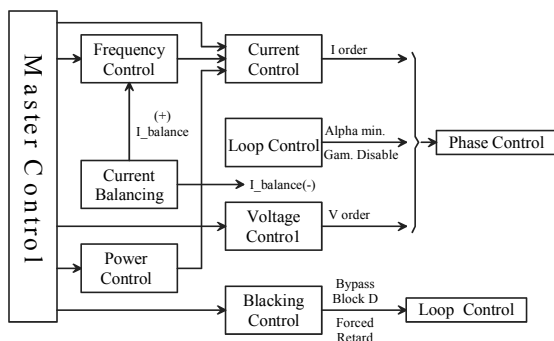 Master Control
Frequency
Control
Current
Control
I order
(+)
I_balance
Loop Control
Alpha min.
Gam. Disable
Phase Control
Current
Balancing
I_balance(-)
Voltage
Control
V order
Power
Control
Blacking
Control
Bypass
Block D
Forced
Retard
Loop Control